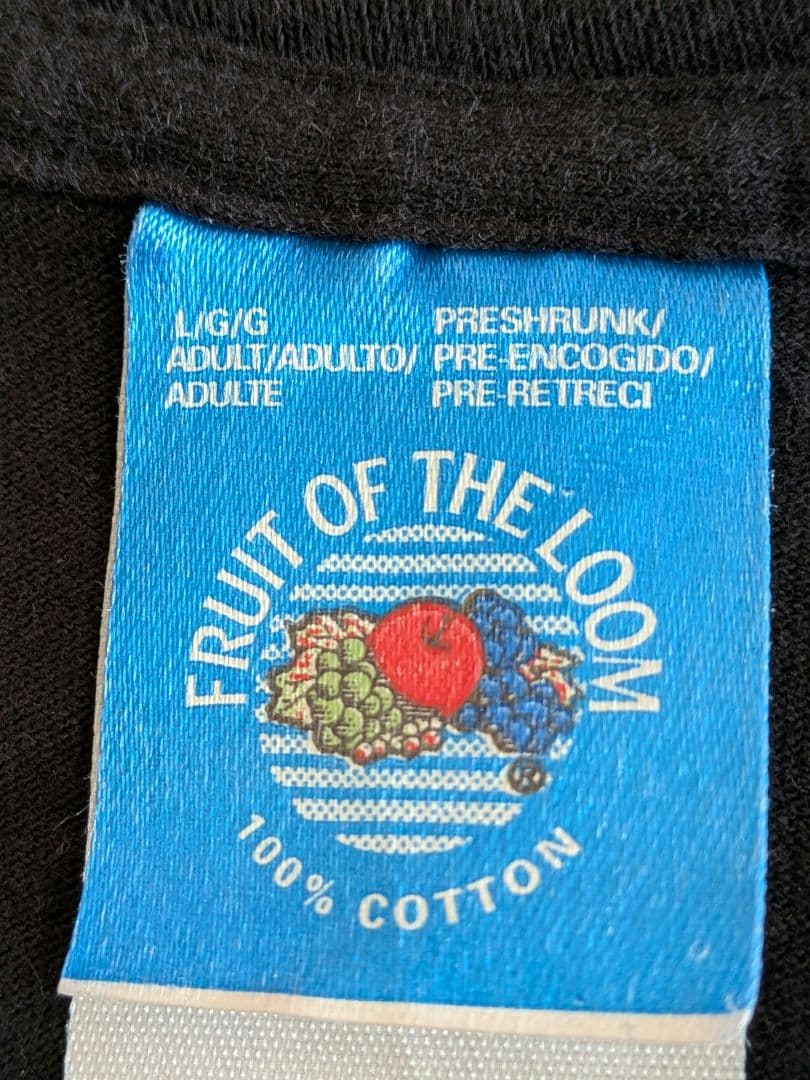 L/G/G
ADULT/ADULTO/
ADULTE
PRESHRUNK/
PRE-ENCOGIDO/
PRE-RETRECI
FRUIT OF THE LOOM
®
100% COTTON